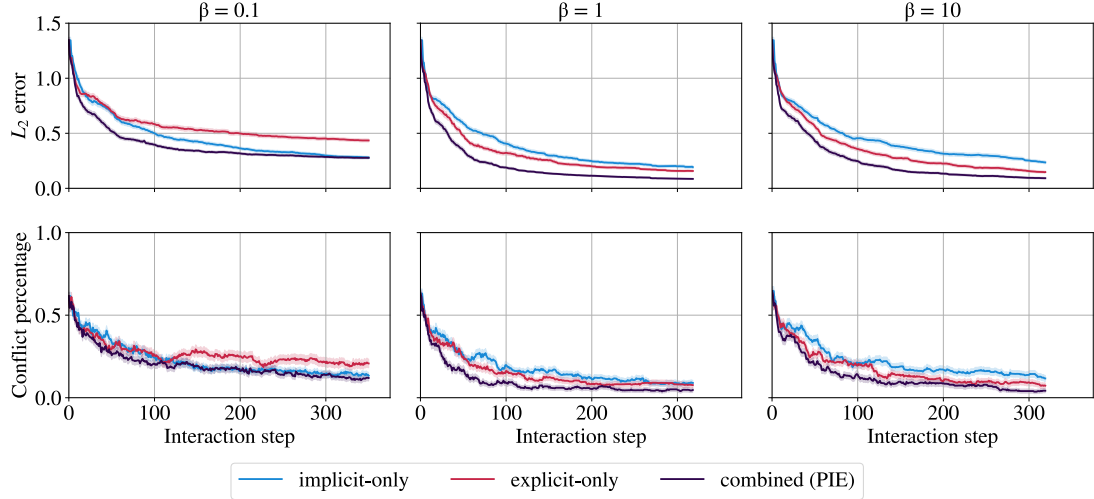 β = 0.1 β = 1 β = 10
1.5
1.0
0.5
0.0
L₂ error
1.0
0.5
0.0
Conflict percentage
0 100 200 300 0 100 200 300 0 100 200 300
Interaction step Interaction step Interaction step
implicit-only explicit-only combined (PIE)